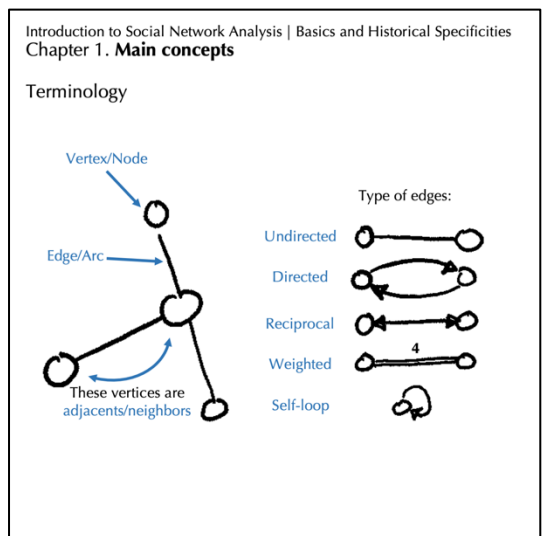 Introduction to Social Network Analysis | Basics and Historical Specificities
Chapter 1. Main concepts
Terminology
Vertex/Node
Edge/Arc
These vertices are
adjacents/neighbors
Type of edges:
Undirected
Directed
Reciprocal
4
Weighted
Self-loop